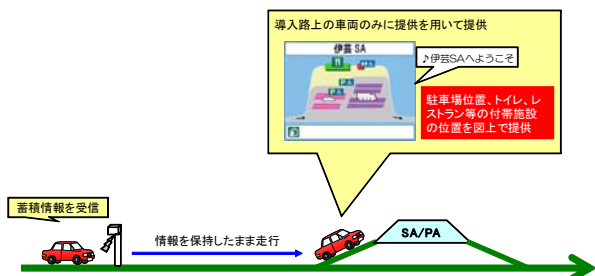 導入路上の車両のみに提供を用いて提供
伊芸 SA
♪伊芸SAへようこそ
駐車場位置、トイレ、レ
ストラン等の付帯施設
の位置を図上で提供
蓄積情報を受信
情報を保持したまま走行
SA/PA